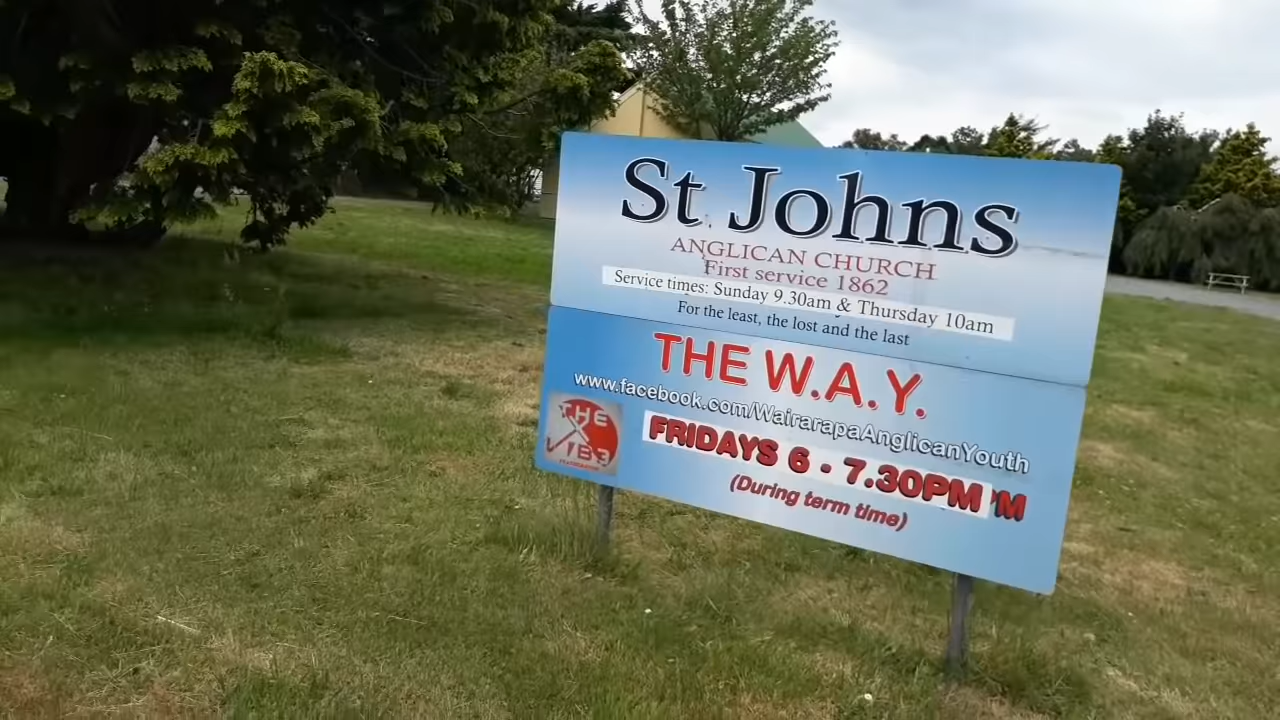 St Johns
ANGLICAN CHURCH
First service 1862
Service times: Sunday 9.30am & Thursday 10am
For the least, the lost and the last
THE W.A.Y.
www.facebook.com/WairarapaAnglicanYouth
THE
FRIDAYS 6 - 7.30PM
(During term time)